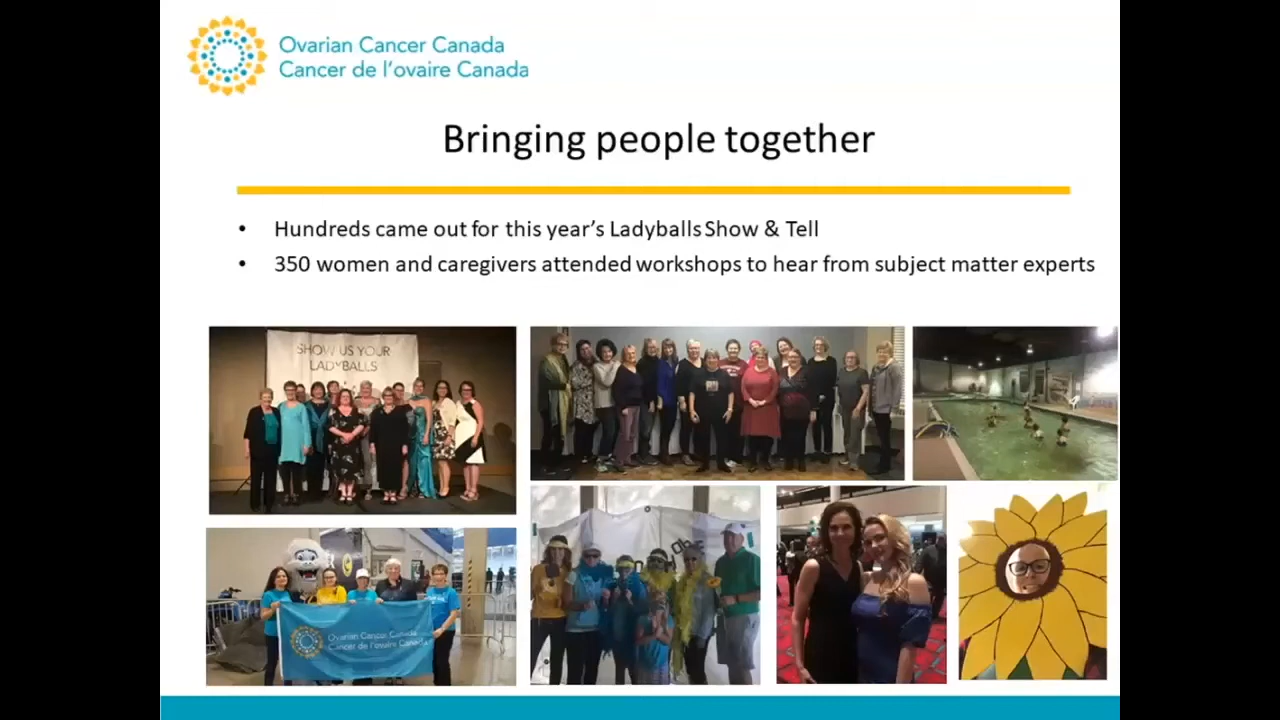 Ovarian Cancer Canada
Cancer de l'ovaire Canada
Bringing people together
• Hundreds came out for this year's Ladyballs Show & Tell
• 350 women and caregivers attended workshops to hear from subject matter experts
SHOW US YOUR
LADYBALLS
Ovarian Cancer Canada
Cancer de l'ovaire Canada